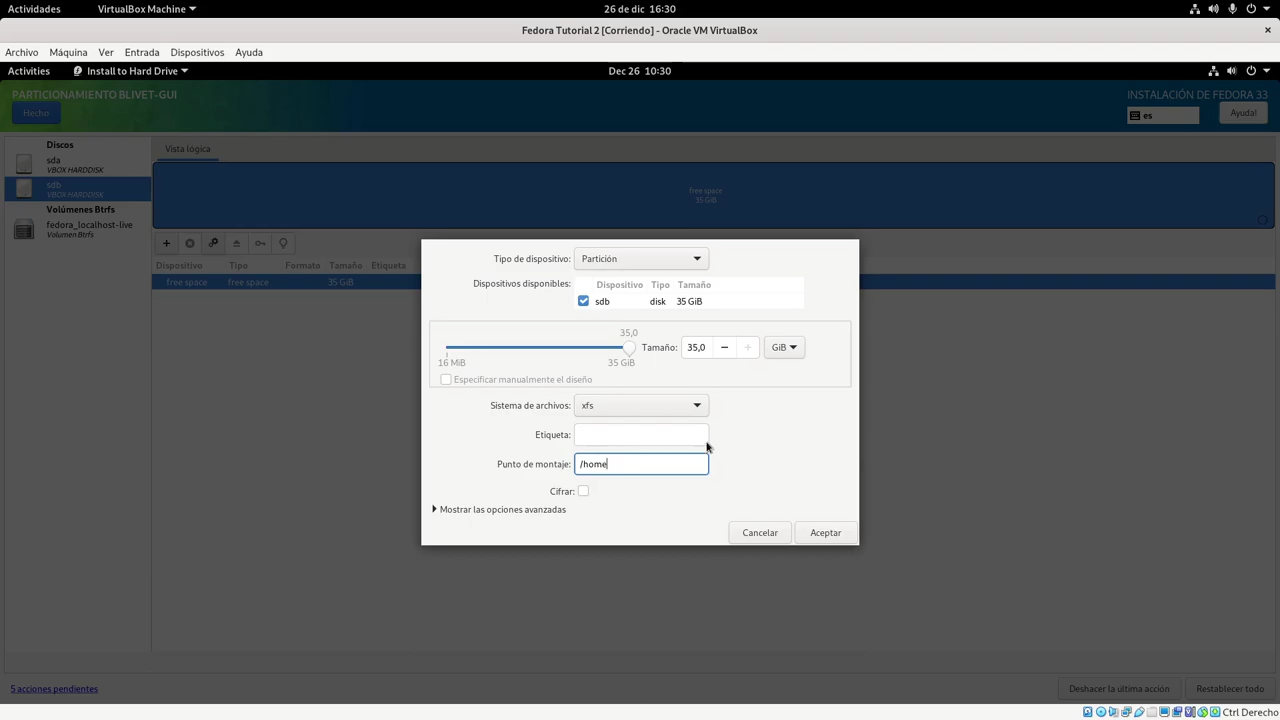 Actividades
VirtualBox Machine
26 de dic 16:30
Fedora Tutorial 2 [Corriendo] - Oracle VM VirtualBox
Archivo Máquina Ver Entrada Dispositivos Ayuda
Activities
Install to Hard Drive
Dec 26 10:30
PARTICIONAMIENTO BLIVET-GUI
INSTALACIÓN DE FEDORA 33
Hecho
es
Ayuda!
Discos
sda
VBOX HARDDISK
sdb
VBOX HARDDISK
Volúmenes Btrfs
fedora_localhost-live
Volumen Btrfs
Vista lógica
free space
35 GiB
Dispositivo Tipo Formato Tamaño Etiqueta
free space free space 35 GiB
Tipo de dispositivo: Partición
Dispositivos disponibles:
Dispositivo Tipo Tamaño
sdb disk 35 GiB
35,0
Tamaño: 35,0 − + GiB
16 MiB 35 GiB
Especificar manualmente el diseño
Sistema de archivos: xfs
Etiqueta:
Punto de montaje: /home
Cifrar:
Mostrar las opciones avanzadas
Cancelar Aceptar
5 acciones pendientes
Deshacer la última acción
Restablecer todo
Ctrl Derecho